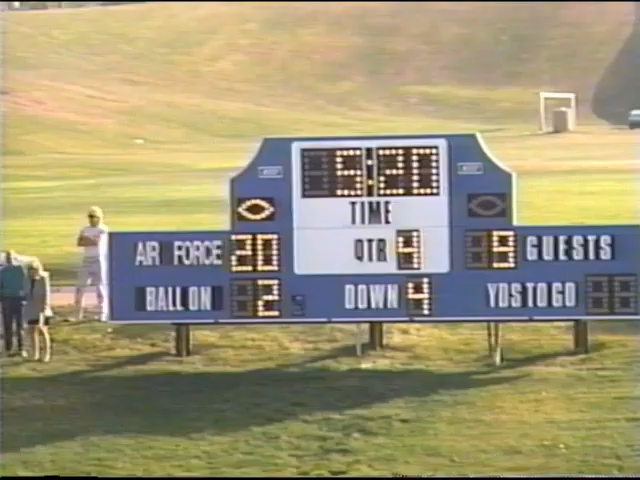 5:20
TIME
AIR FORCE 20 QTR 4 9 GUESTS
BALL ON 2 DOWN 4 YDS TO GO